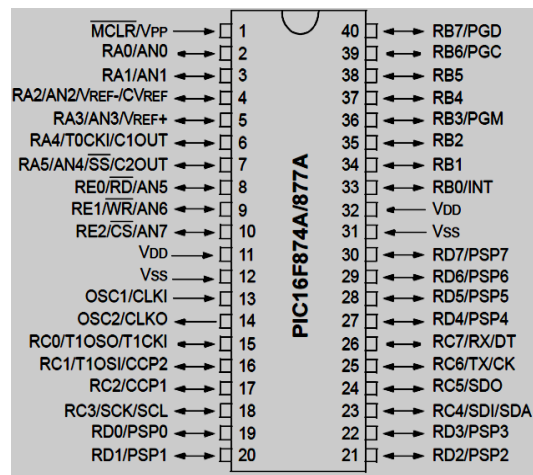 MCLR/VPP 1 40 RB7/PGD
RA0/AN0 2 39 RB6/PGC
RA1/AN1 3 38 RB5
RA2/AN2/VREF-/CVREF 4 37 RB4
RA3/AN3/VREF+ 5 36 RB3/PGM
RA4/T0CKI/C1OUT 6 35 RB2
RA5/AN4/SS/C2OUT 7 34 RB1
RE0/RD/AN5 8 33 RB0/INT
RE1/WR/AN6 9 32 VDD
RE2/CS/AN7 10 31 VSS
VDD 11 30 RD7/PSP7
VSS 12 29 RD6/PSP6
OSC1/CLKI 13 28 RD5/PSP5
OSC2/CLKO 14 27 RD4/PSP4
RC0/T1OSO/T1CKI 15 26 RC7/RX/DT
RC1/T1OSI/CCP2 16 25 RC6/TX/CK
RC2/CCP1 17 24 RC5/SDO
RC3/SCK/SCL 18 23 RC4/SDI/SDA
RD0/PSP0 19 22 RD3/PSP3
RD1/PSP1 20 21 RD2/PSP2
PIC16F874A/877A